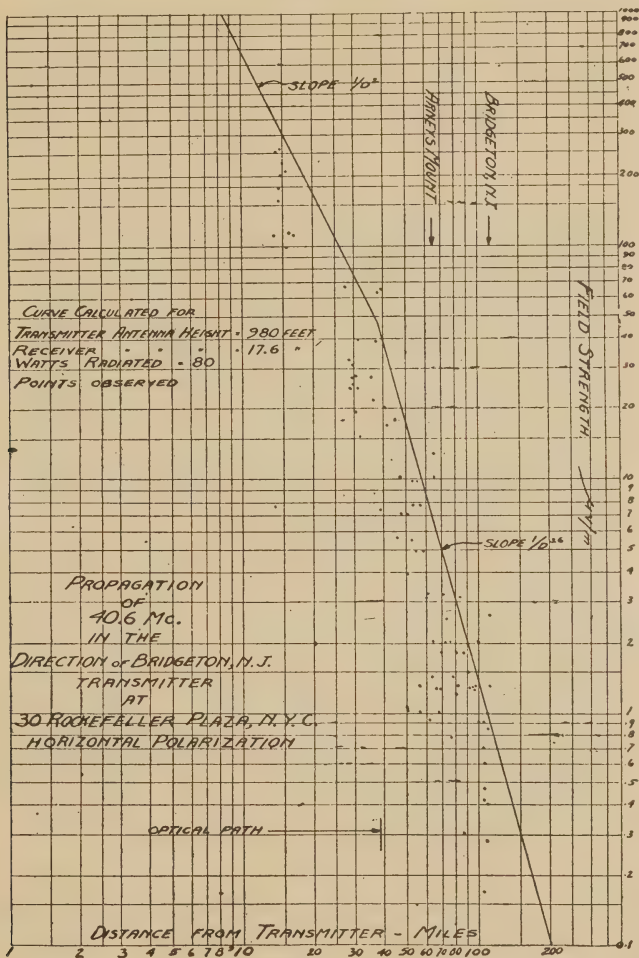 SLOPE 1/D²
ARNEYS MOUNT
BRIDGETON, N.J.
CURVE CALCULATED FOR
TRANSMITTER ANTENNA HEIGHT - 980 FEET
RECEIVER " " - 17.6 "
WATTS RADIATED - 80
POINTS OBSERVED
FIELD STRENGTH
SLOPE 1/D³·⁶
PROPAGATION
OF
40.6 MC.
IN THE
DIRECTION OF BRIDGETON, N.J.
TRANSMITTER
AT
30 ROCKEFELLER PLAZA, N.Y.C.
HORIZONTAL POLARIZATION
OPTICAL PATH
DISTANCE FROM TRANSMITTER - MILES
1 2 3 4 5 6 7 8 9 10 20 30 40 50 60 70 80 100 200
1000
900
800
700
600
500
400
300
200
100
90
80
70
60
50
40
30
20
10
9
8
7
6
5
4
3
2
1
.9
.8
.7
.6
.5
.4
.3
.2
0.1